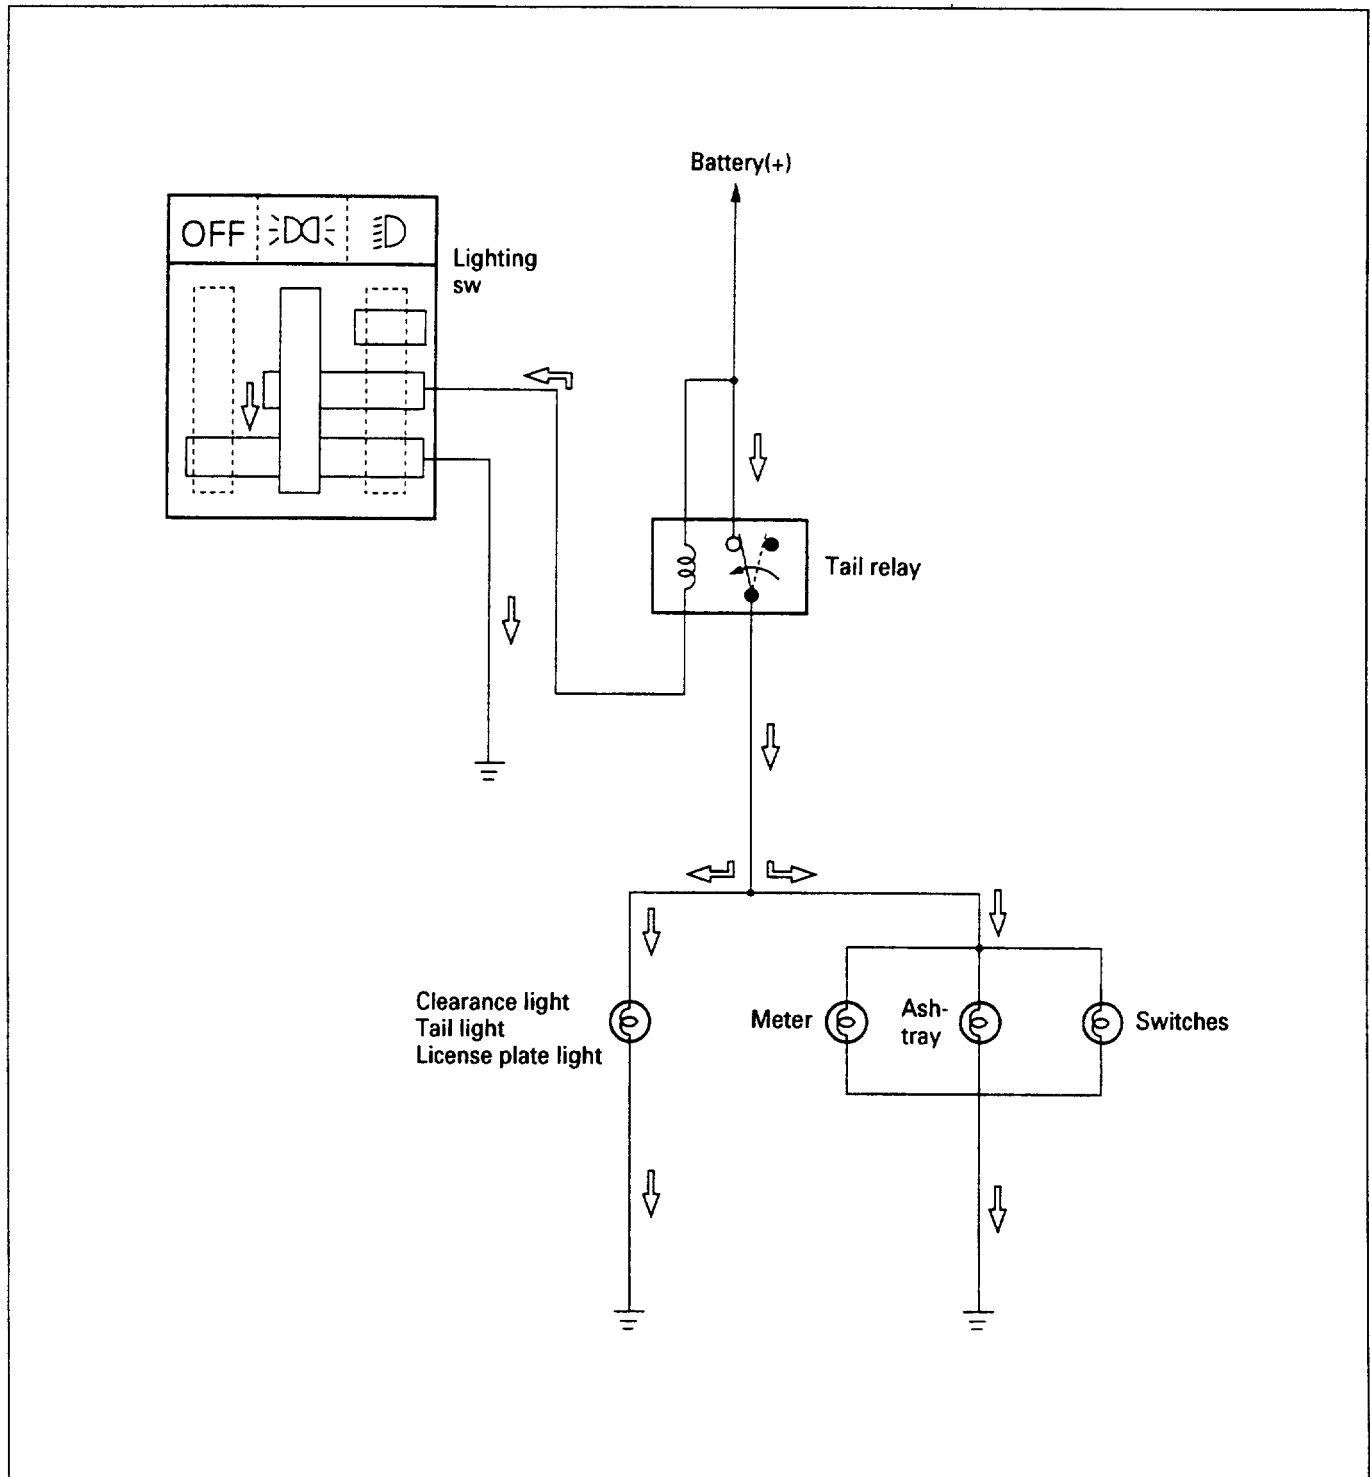 Battery(+)
OFF
Lighting
sw
Tail relay
Clearance light
Tail light
License plate light
Meter
Ash-
tray
Switches